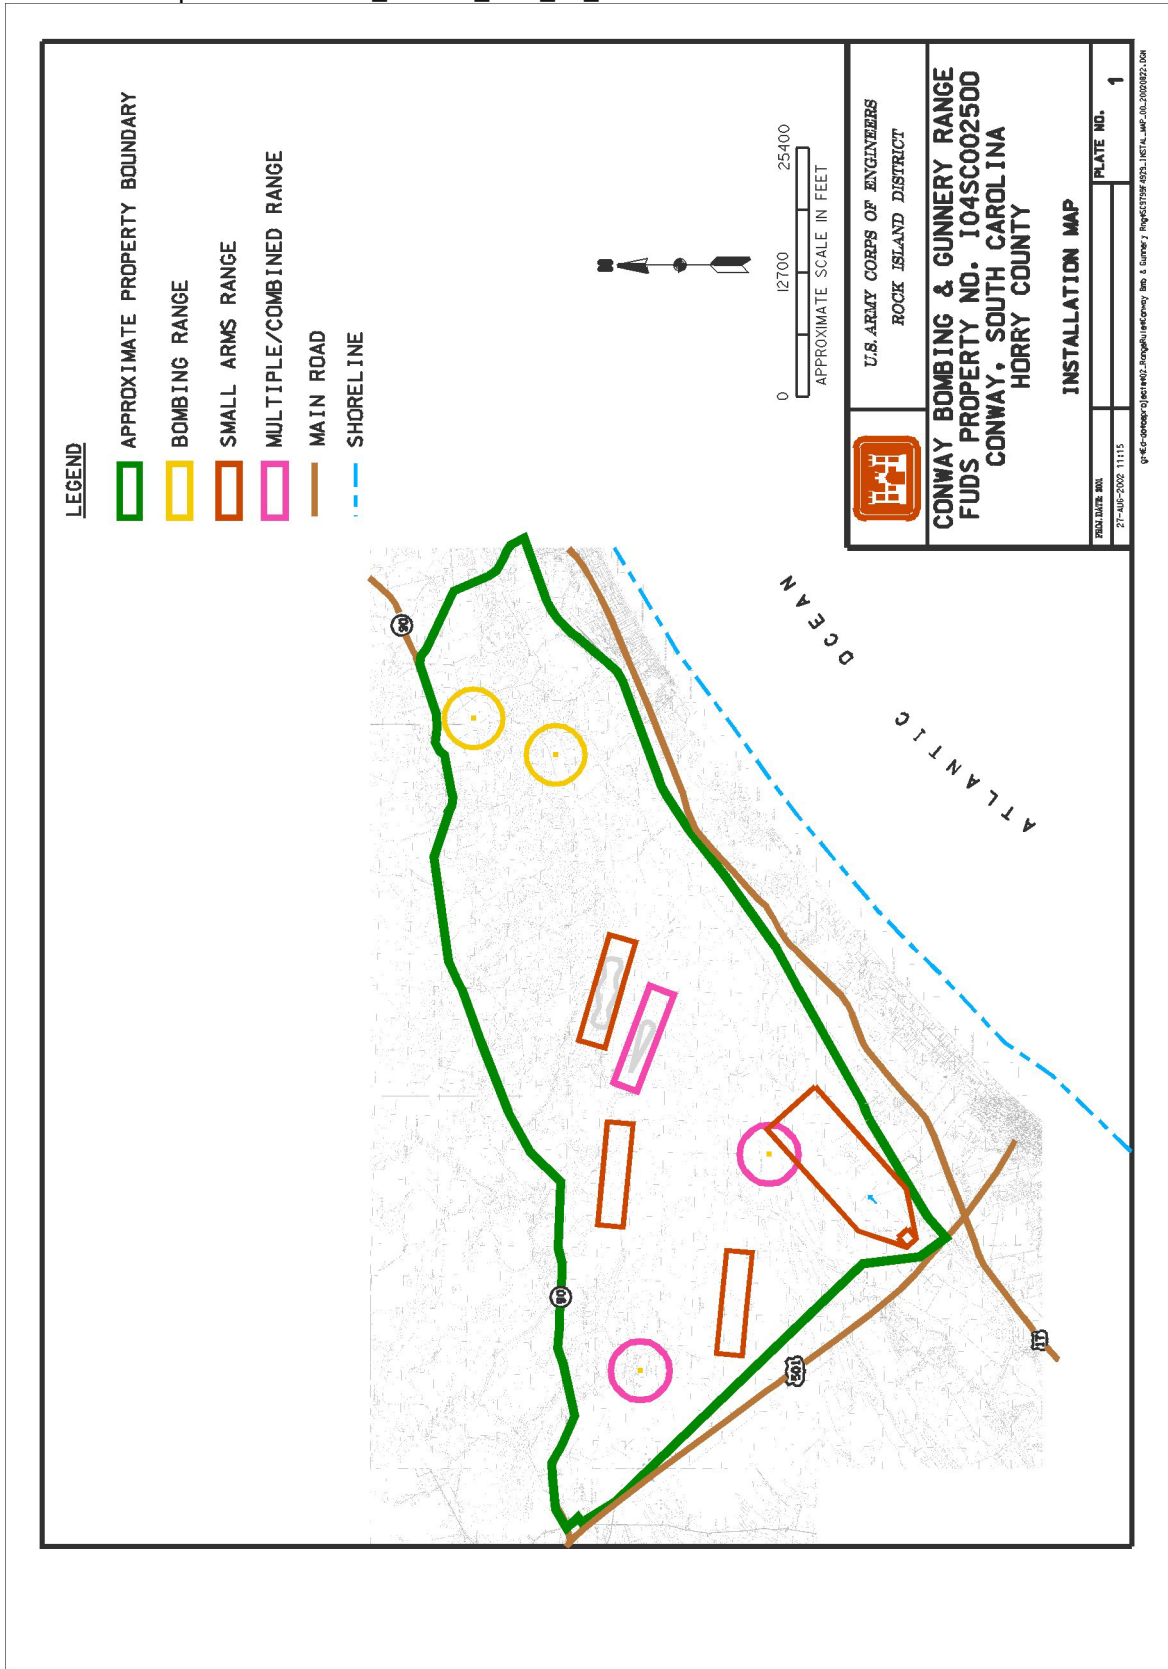 LEGEND
APPROXIMATE PROPERTY BOUNDARY
BOMBING RANGE
SMALL ARMS RANGE
MULTIPLE/COMBINED RANGE
MAIN ROAD
SHORELINE
90
90
501
17
ATLANTIC OCEAN
N
0 12700 25400
APPROXIMATE SCALE IN FEET
U.S. ARMY CORPS OF ENGINEERS
ROCK ISLAND DISTRICT
CONWAY BOMBING & GUNNERY RANGE
FUDS PROPERTY NO. I04SC002500
CONWAY, SOUTH CAROLINA
HORRY COUNTY
INSTALLATION MAP
PROJ. DATE:
27-AUG-2002 11:15
PLATE NO.
1